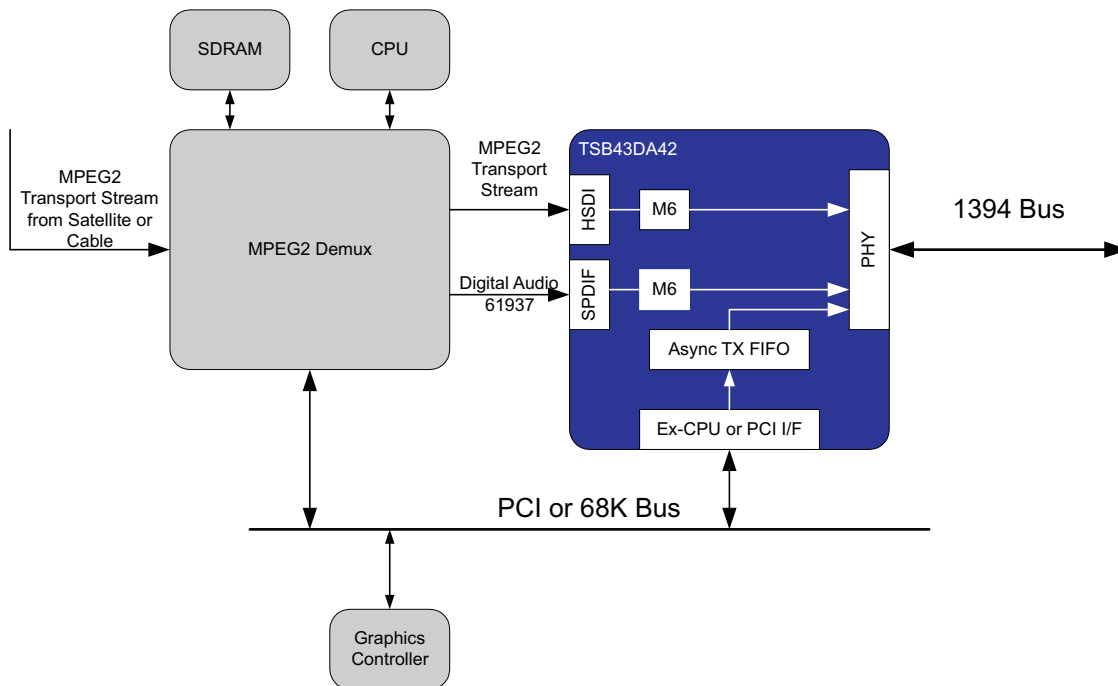 SDRAM
CPU
MPEG2
Transport Stream
from Satellite or
Cable
MPEG2 Demux
MPEG2
Transport
Stream
Digital Audio
61937
TSB43DA42
HSDI
M6
SPDIF
M6
PHY
Async TX FIFO
Ex-CPU or PCI I/F
1394 Bus
PCI or 68K Bus
Graphics
Controller